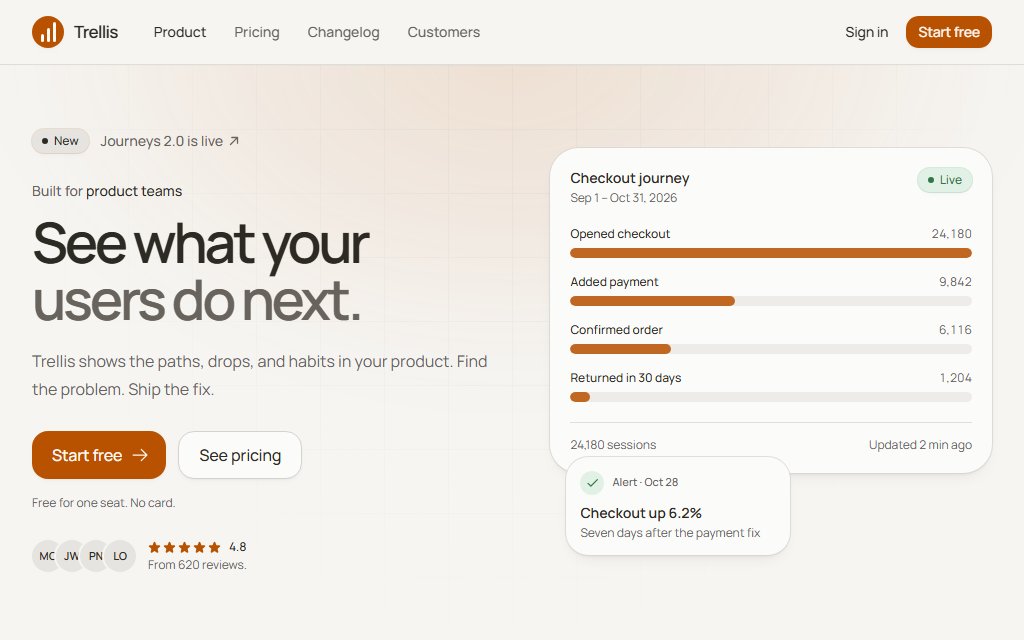 Trellis
Product
Pricing
Changelog
Customers
Sign in
Start free
New
Journeys 2.0 is live ↗
Built for product teams
See what your
users do next.
Trellis shows the paths, drops, and habits in your product. Find
the problem. Ship the fix.
Start free →
See pricing
Free for one seat. No card.
MC JW PN LO
4.8
From 620 reviews.
Checkout journey
Live
Sep 1 – Oct 31, 2026
Opened checkout 24,180
Added payment 9,842
Confirmed order 6,116
Returned in 30 days 1,204
24,180 sessions
Updated 2 min ago
Alert · Oct 28
Checkout up 6.2%
Seven days after the payment fix